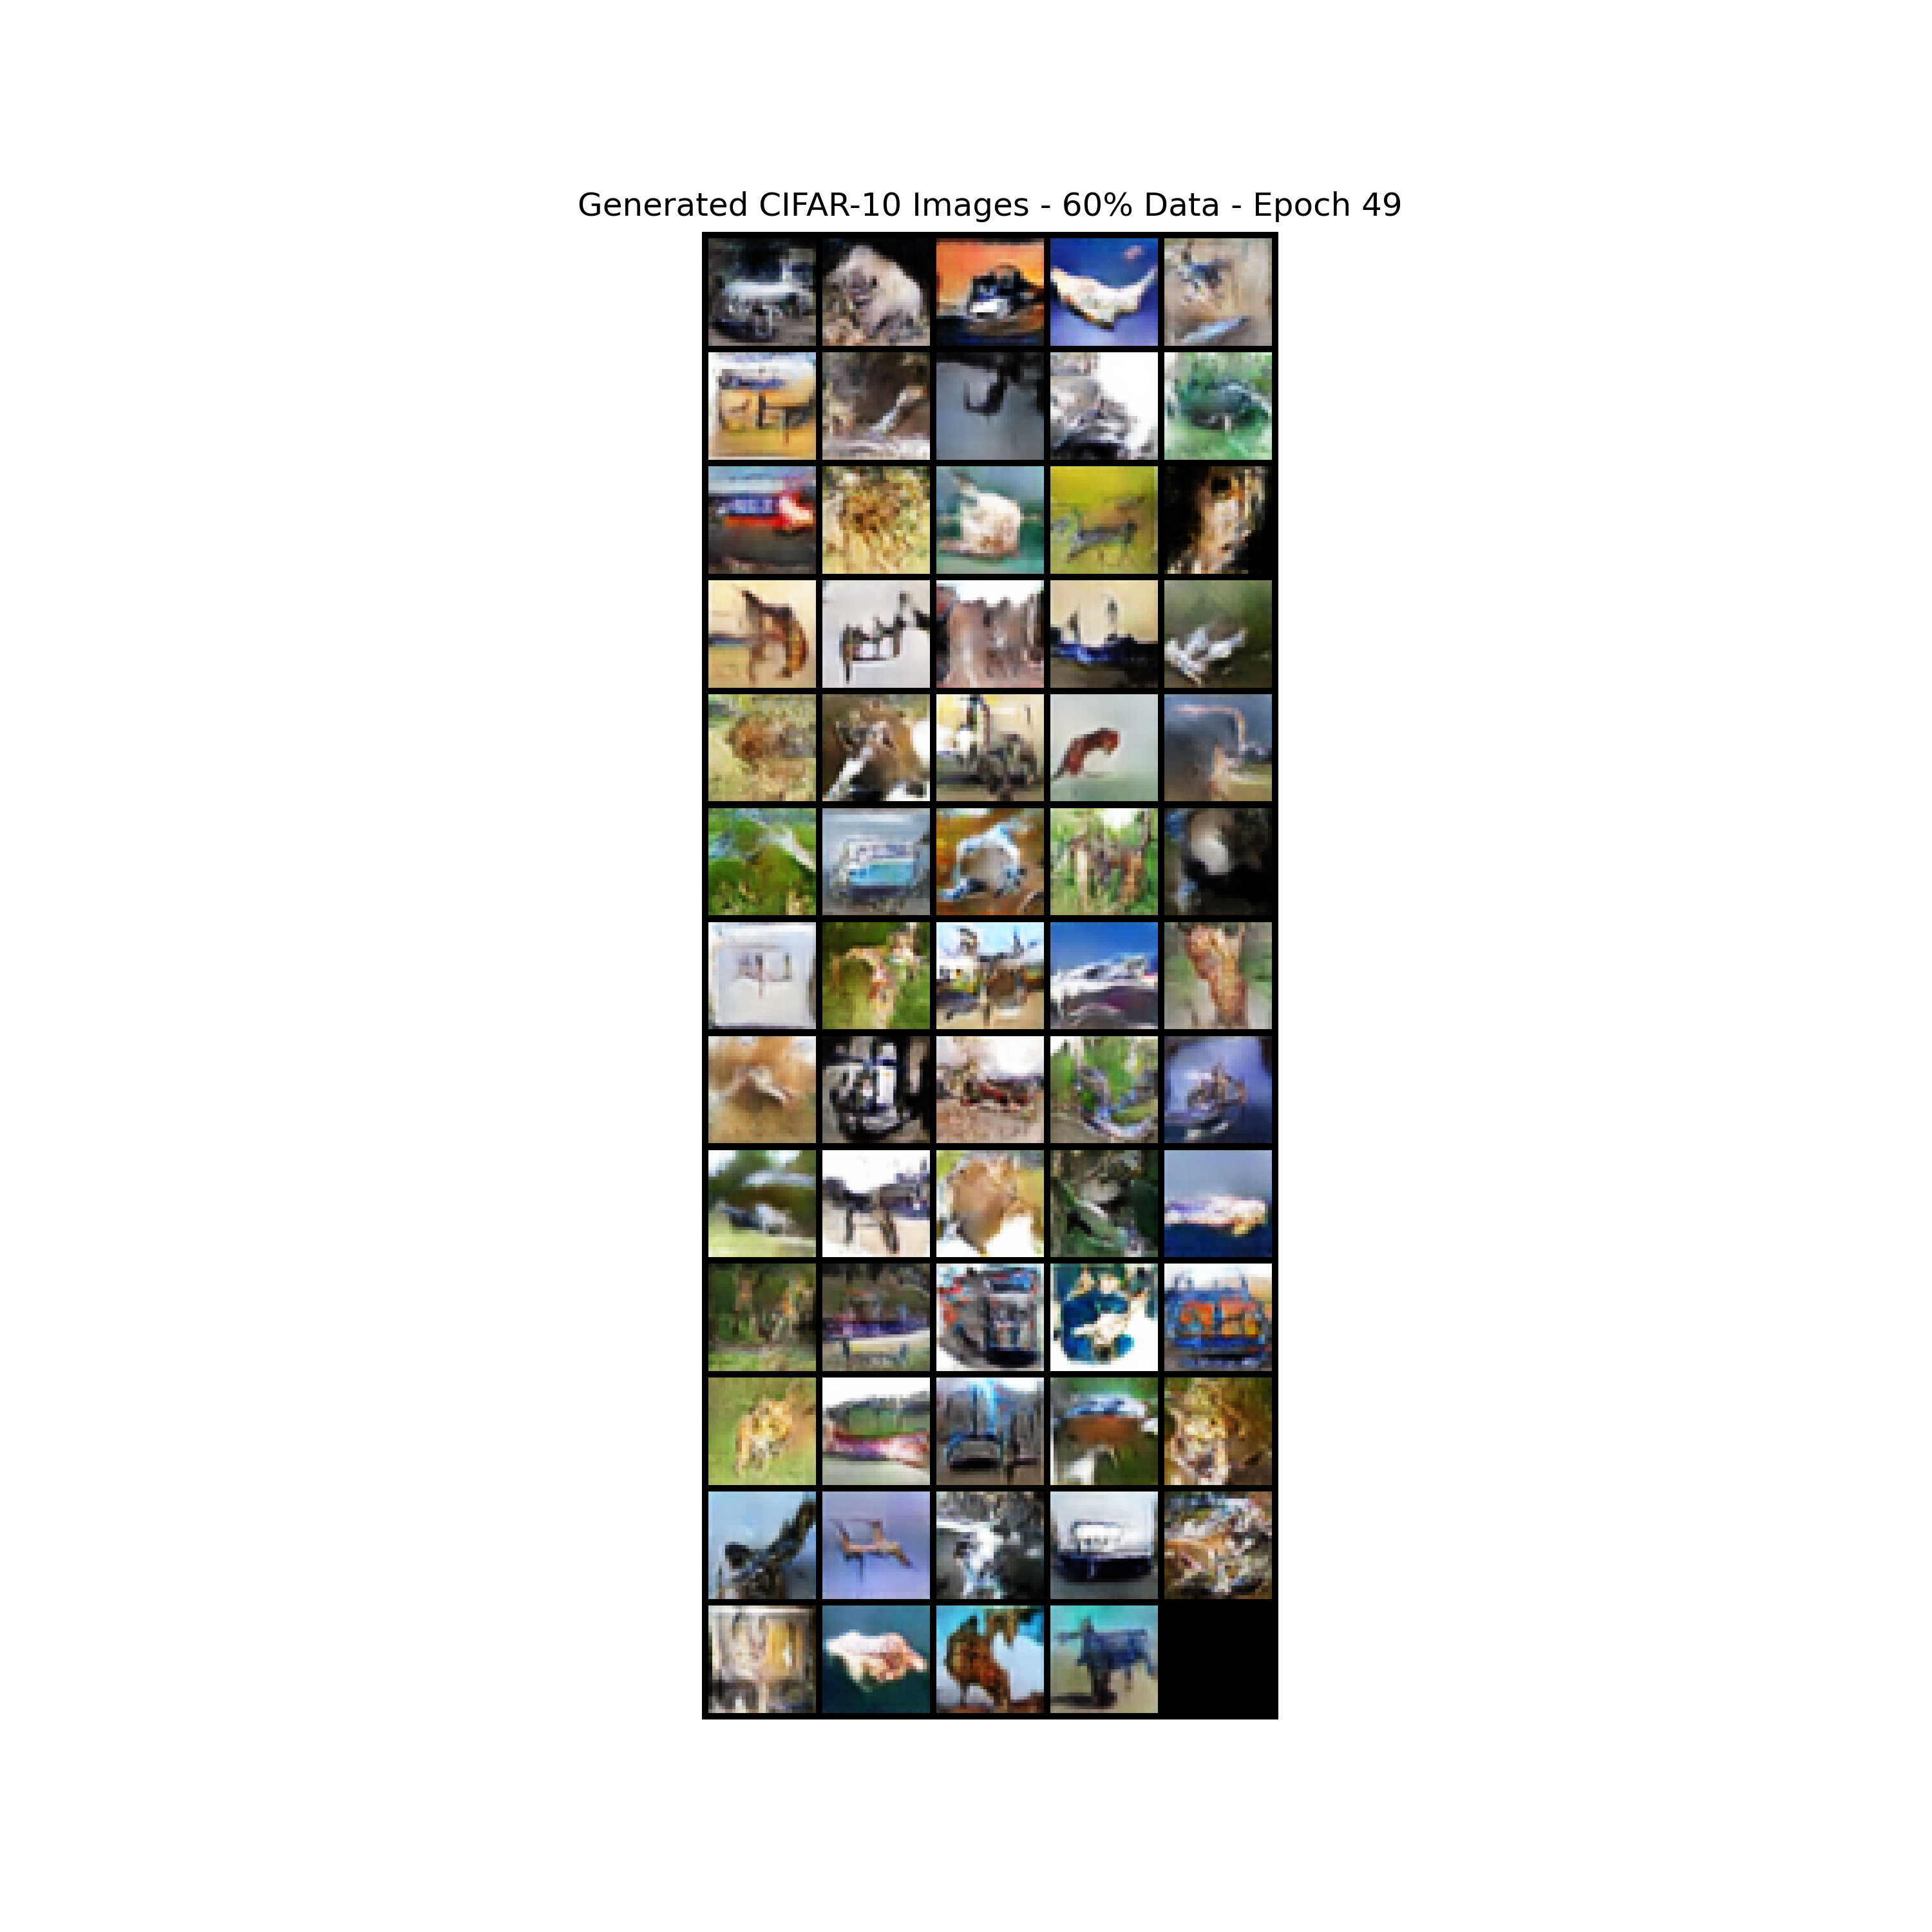 Generated CIFAR-10 Images - 60% Data - Epoch 49